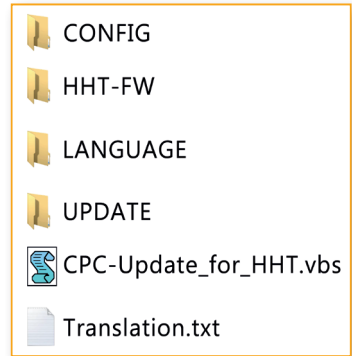 CONFIG
HHT-FW
LANGUAGE
UPDATE
CPC-Update_for_HHT.vbs
Translation.txt